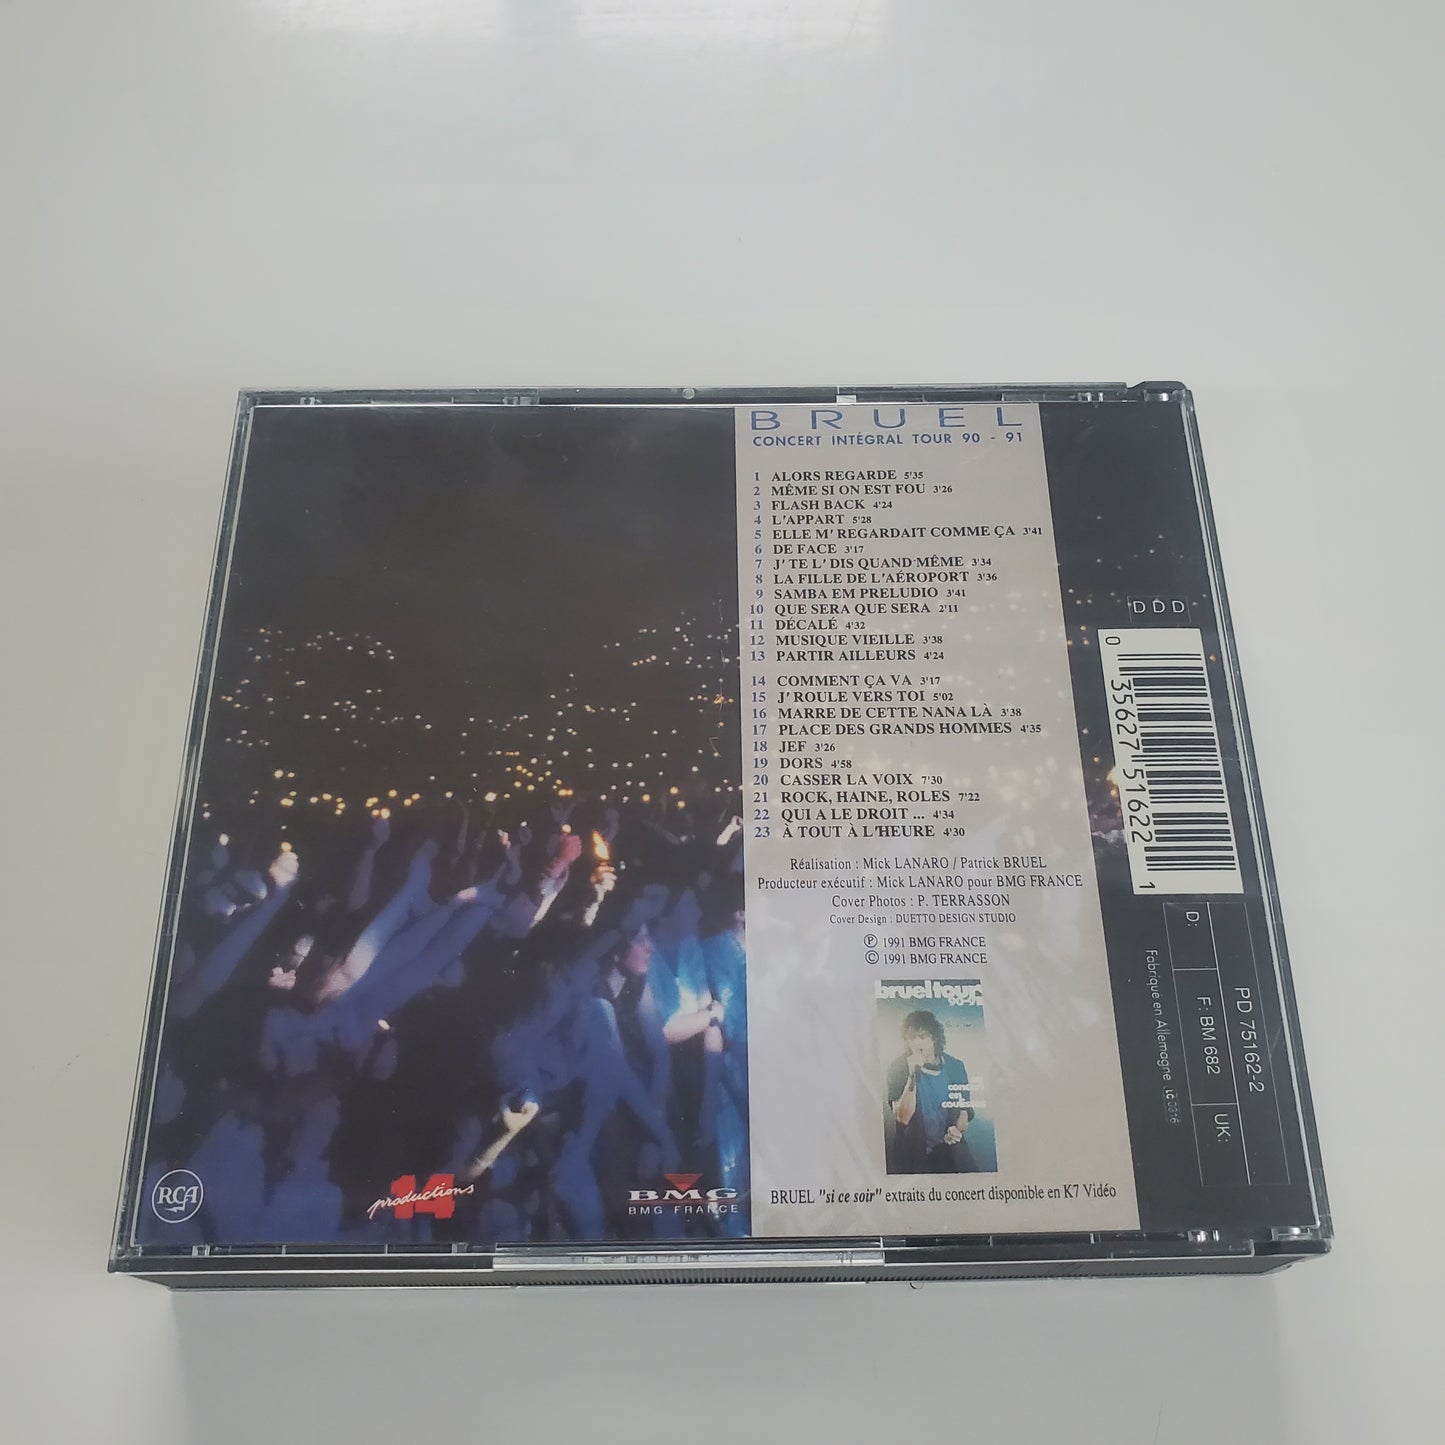 BRUEL
CONCERT INTÉGRAL TOUR 90 - 91
1 ALORS REGARDE 5'35
2 MÊME SI ON EST FOU 3'26
3 FLASH BACK 4'24
4 L'APPART 5'28
5 ELLE M'REGARDAIT COMME ÇA 3'41
6 DE FACE 3'17
7 J'TE L'DIS QUAND MÊME 3'34
8 LA FILLE DE L'AÉROPORT 3'36
9 SAMBA EM PRELUDIO 3'41
10 QUE SERA QUE SERA 2'11
11 DÉCALÉ 4'32
12 MUSIQUE VIEILLE 3'38
13 PARTIR AILLEURS 4'24
14 COMMENT ÇA VA 3'17
15 J'ROULE VERS TOI 5'02
16 MARRE DE CETTE NANA LÀ 3'38
17 PLACE DES GRANDS HOMMES 4'35
18 JEF 3'26
19 DORS 4'58
20 CASSER LA VOIX 7'30
21 ROCK, HAINE, ROLES 7'22
22 QUI A LE DROIT ... 4'34
23 À TOUT À L'HEURE 4'30
Réalisation : Mick LANARO / Patrick BRUEL
Producteur exécutif : Mick LANARO pour BMG FRANCE
Cover Photos : P. TERRASSON
Cover Design : DUETTO DESIGN STUDIO
℗ 1991 BMG FRANCE
© 1991 BMG FRANCE
brueltour
90-91
concert
en
coulisses
BRUEL "si ce soir" extraits du concert disponible en K7 Vidéo
RCA
14
productions
BMG
BMG FRANCE
DDD
0 35627 51622 1
PD 75162-2
D:
F: BM 682
UK:
Fabriqué en Allemagne LC 0316